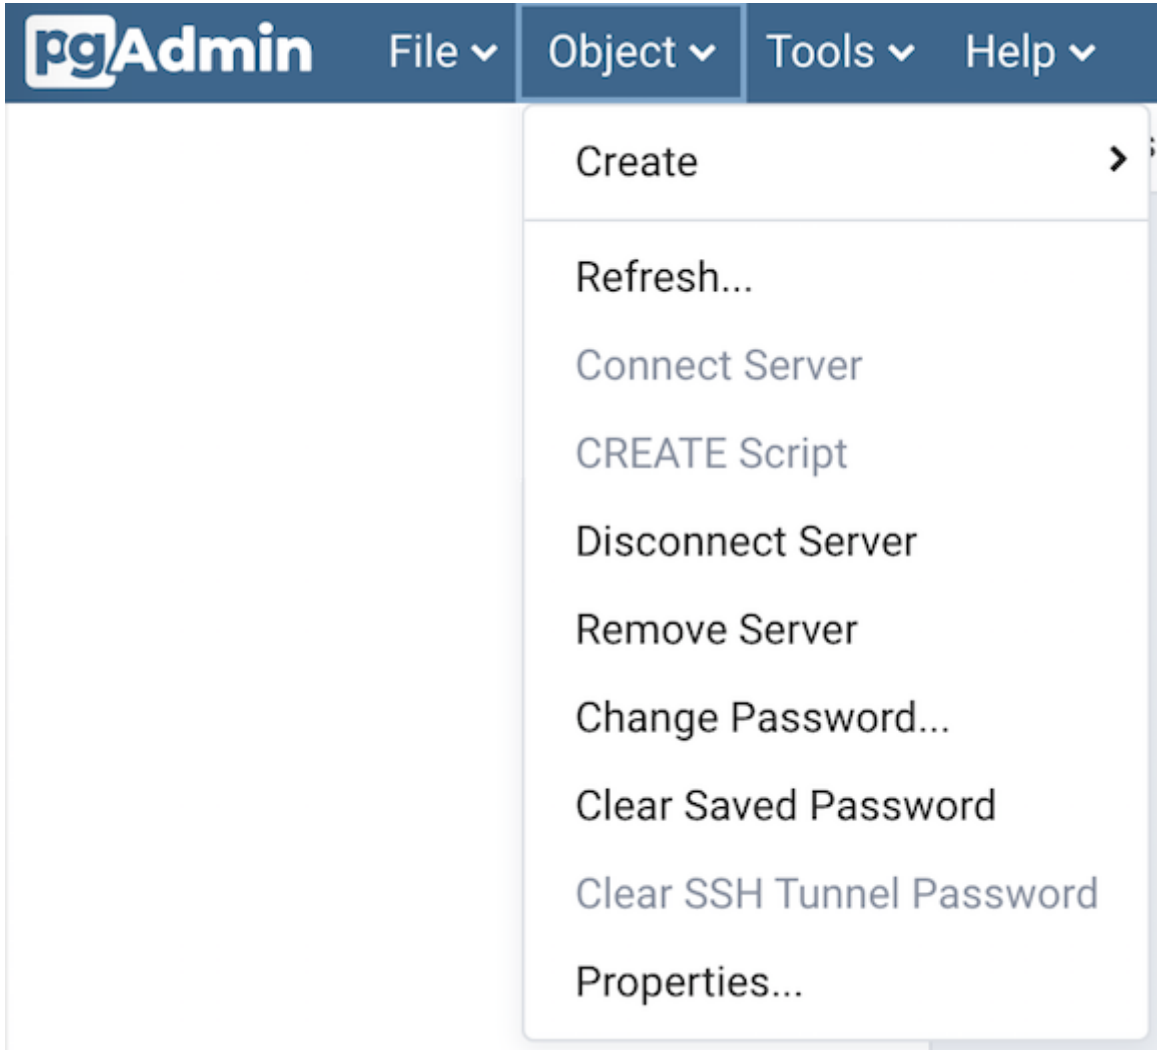 pgAdmin File Object Tools Help
Create
Refresh...
Connect Server
CREATE Script
Disconnect Server
Remove Server
Change Password...
Clear Saved Password
Clear SSH Tunnel Password
Properties...